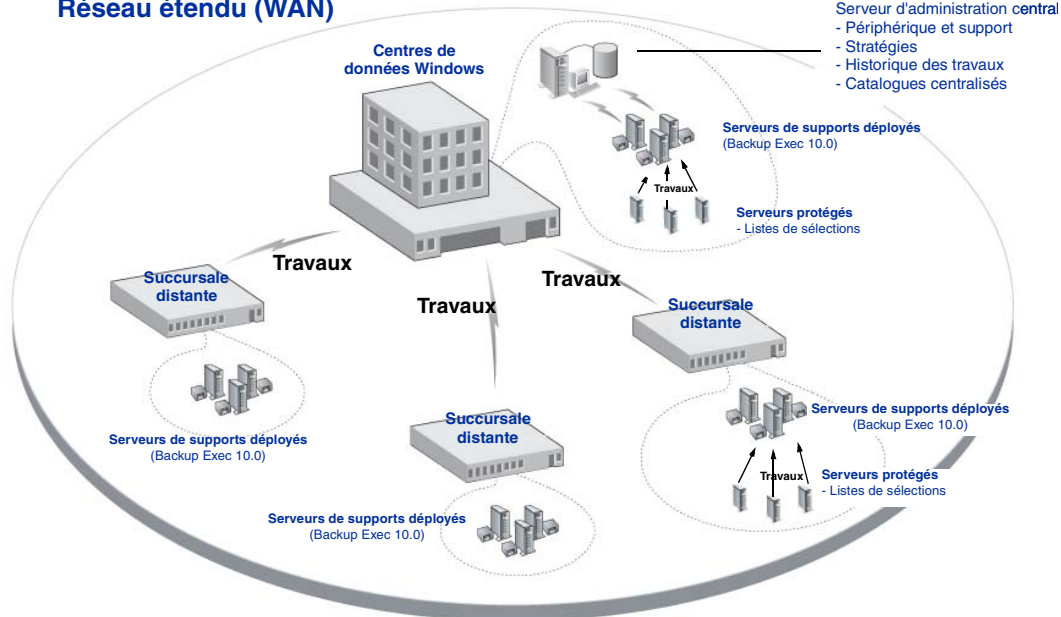 Réseau étendu (WAN)
Serveur d'administration central
- Périphérique et support
- Stratégies
- Historique des travaux
- Catalogues centralisés
Centres de
données Windows
Serveurs de supports déployés
(Backup Exec 10.0)
Travaux
Serveurs protégés
- Listes de sélections
Travaux
Travaux
Travaux
Succursale
distante
Succursale
distante
Succursale
distante
Serveurs de supports déployés
(Backup Exec 10.0)
Serveurs de supports déployés
(Backup Exec 10.0)
Travaux
Serveurs protégés
- Listes de sélections
Serveurs de supports déployés
(Backup Exec 10.0)